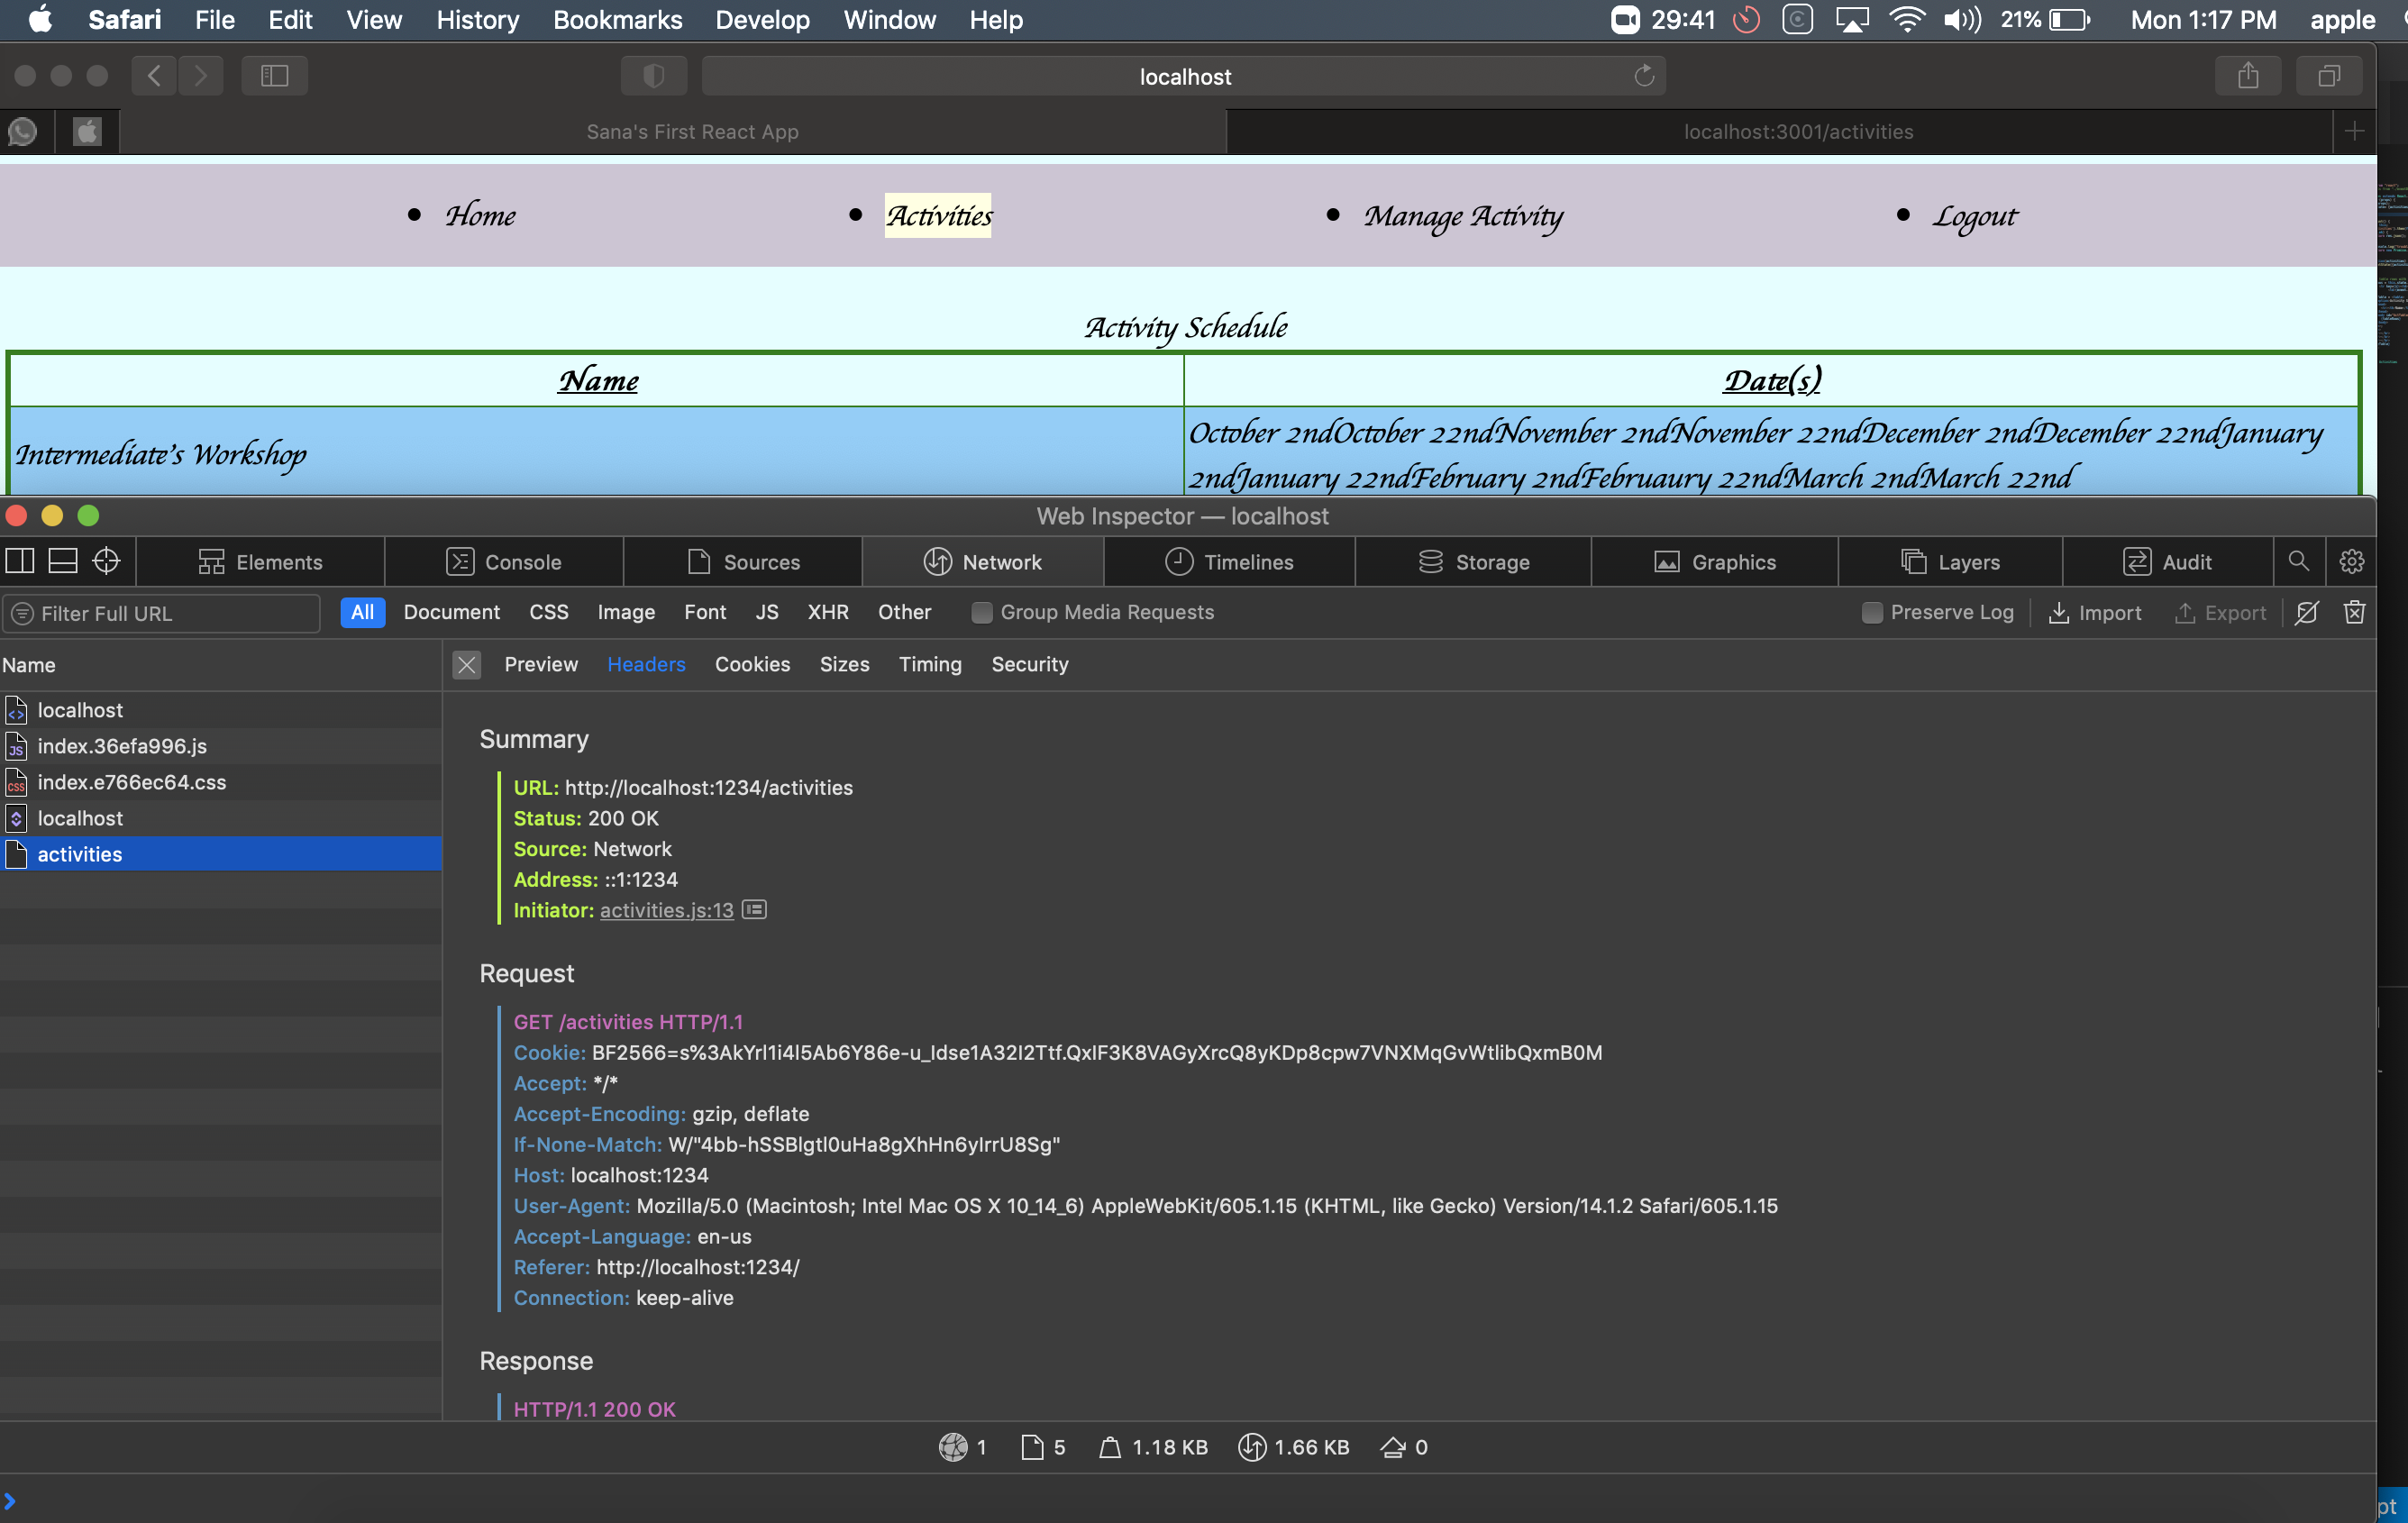 Safari File Edit View History Bookmarks Develop Window Help 29:41 21% Mon 1:17 PM apple
localhost
Sana's First React App localhost:3001/activities
• Home • Activities • Manage Activity • Logout
Activity Schedule
Name Date(s)
Intermediate's Workshop
October 2ndOctober 22ndNovember 2ndNovember 22ndDecember 2ndDecember 22ndJanuary
2ndJanuary 22ndFebruary 2ndFebruaury 22ndMarch 2ndMarch 22nd
Web Inspector — localhost
Elements Console Sources Network Timelines Storage Graphics Layers Audit
Filter Full URL All Document CSS Image Font JS XHR Other Group Media Requests Preserve Log Import Export
Name Preview Headers Cookies Sizes Timing Security
localhost
index.36efa996.js
index.e766ec64.css
localhost
activities
Summary
URL: http://localhost:1234/activities
Status: 200 OK
Source: Network
Address: ::1:1234
Initiator: activities.js:13
Request
GET /activities HTTP/1.1
Cookie: BF2566=s%3AkYrl1i4l5Ab6Y86e-u_Idse1A32I2Ttf.QxIF3K8VAGyXrcQ8yKDp8cpw7VNXMqGvWtlibQxmB0M
Accept: */*
Accept-Encoding: gzip, deflate
If-None-Match: W/"4bb-hSSBlgtl0uHa8gXhHn6yIrrU8Sg"
Host: localhost:1234
User-Agent: Mozilla/5.0 (Macintosh; Intel Mac OS X 10_14_6) AppleWebKit/605.1.15 (KHTML, like Gecko) Version/14.1.2 Safari/605.1.15
Accept-Language: en-us
Referer: http://localhost:1234/
Connection: keep-alive
Response
HTTP/1.1 200 OK
1 5 1.18 KB 1.66 KB 0
pt